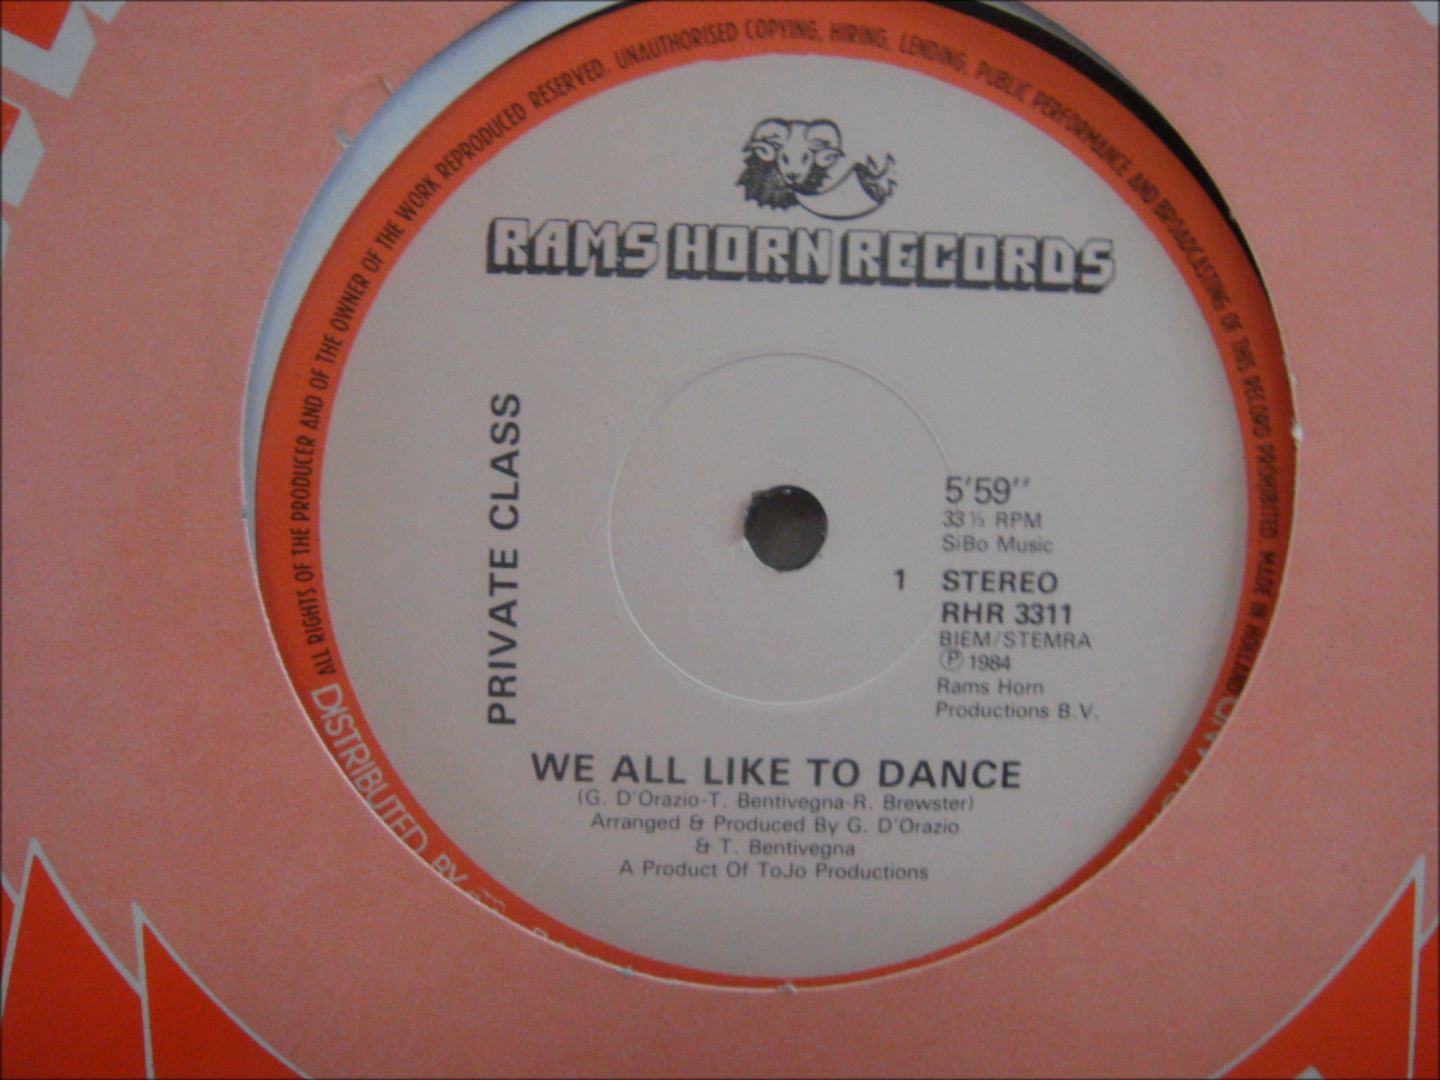 ALL RIGHTS OF THE PRODUCER AND OF THE OWNER OF THE WORK REPRODUCED RESERVED. UNAUTHORISED COPYING, HIRING, LENDING, PUBLIC PERFORMANCE AND BROADCASTING OF THIS RECORD PROHIBITED MADE IN HOLLAND
RAMS HORN RECORDS
PRIVATE CLASS
5'59''
33 ⅓ RPM
SiBo Music
1 STEREO
RHR 3311
BIEM/STEMRA
℗ 1984
Rams Horn
Productions B.V.
WE ALL LIKE TO DANCE
(G. D'Orazio-T. Bentivegna-R. Brewster)
Arranged & Produced By G. D'Orazio
& T. Bentivegna
A Product Of ToJo Productions
DISTRIBUTED BY